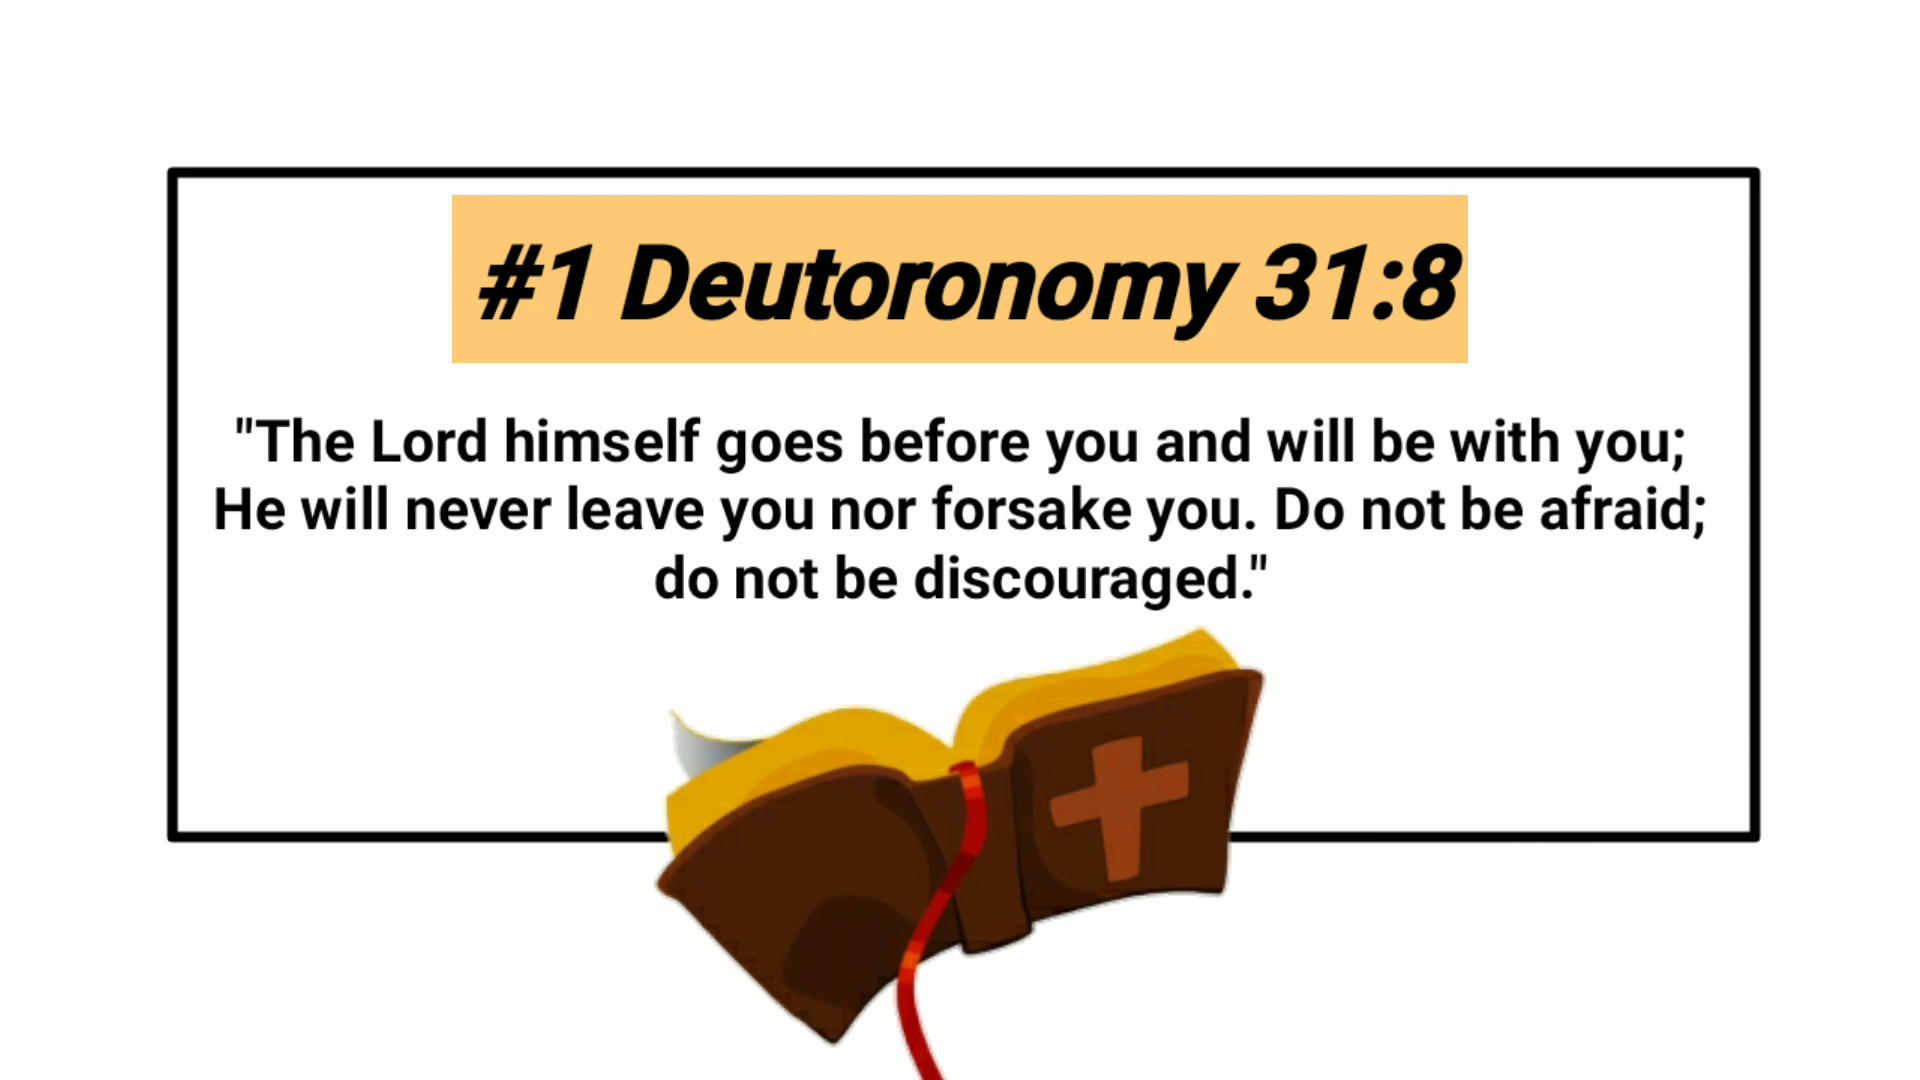 #1 Deutoronomy 31:8
"The Lord himself goes before you and will be with you;
He will never leave you nor forsake you. Do not be afraid;
do not be discouraged."